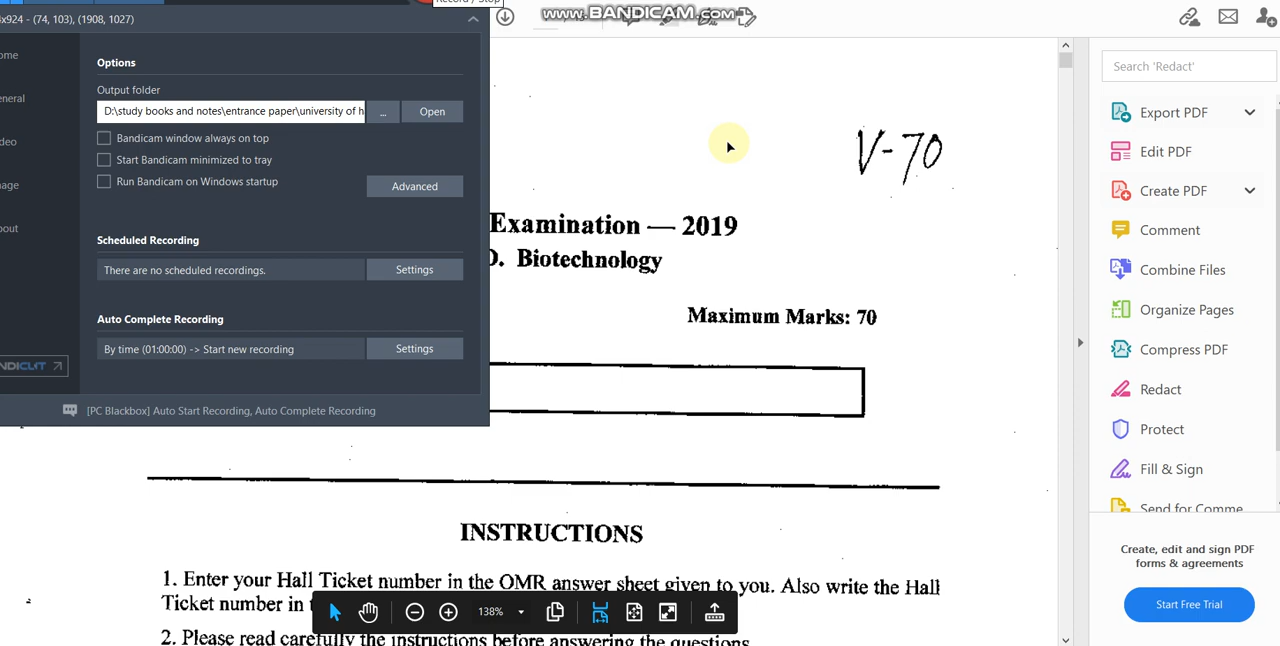 Record / Stop
www.BANDICAM.com
x924 - (74, 103), (1908, 1027)
ome
eneral
deo
mage
bout
NDICUT
Options
Output folder
D:\study books and notes\entrance paper\university of h
...
Open
Bandicam window always on top
Start Bandicam minimized to tray
Run Bandicam on Windows startup
Advanced
Scheduled Recording
There are no scheduled recordings.
Settings
Auto Complete Recording
By time (01:00:00) -> Start new recording
Settings
[PC Blackbox] Auto Start Recording, Auto Complete Recording
V-70
Examination — 2019
D. Biotechnology
Maximum Marks: 70
INSTRUCTIONS
1. Enter your Hall Ticket number in the OMR answer sheet given to you. Also write the Hall
Ticket number in t
2. Please read carefully the instructions before answering the questions.
138%
Search 'Redact'
Export PDF
Edit PDF
Create PDF
Comment
Combine Files
Organize Pages
Compress PDF
Redact
Protect
Fill & Sign
Send for Comme
Create, edit and sign PDF
forms & agreements
Start Free Trial